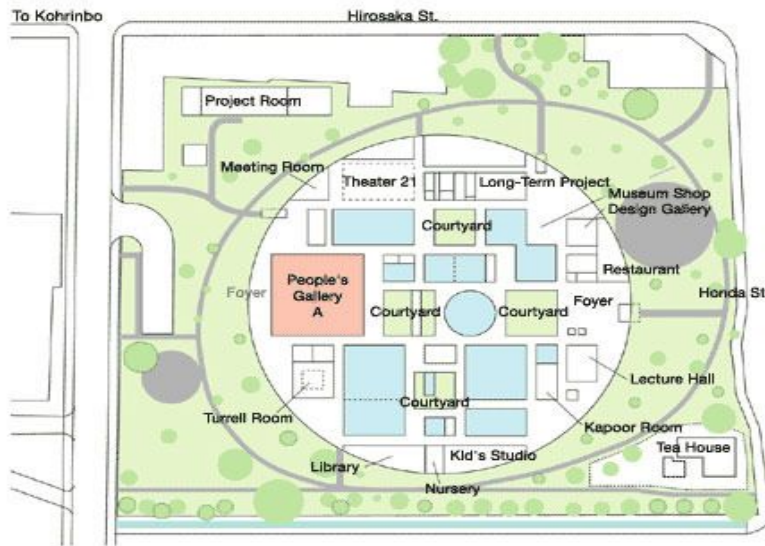 To Kohrinbo
Hirosaka St.
Project Room
Meeting Room
Theater 21
Long-Term Project
Museum Shop
Design Gallery
Courtyard
Restaurant
Foyer
People's
Gallery
A
Courtyard
Courtyard
Foyer
Honda St
Lecture Hall
Courtyard
Turrell Room
Kapoor Room
Library
Kid's Studio
Tea House
Nursery